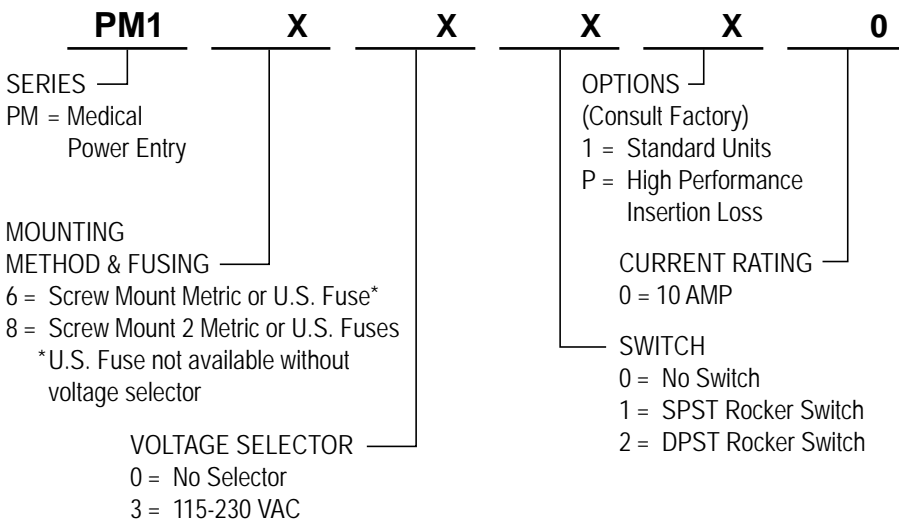 PM1 X X X X 0
SERIES
PM = Medical
Power Entry
MOUNTING
METHOD & FUSING
6 = Screw Mount Metric or U.S. Fuse*
8 = Screw Mount 2 Metric or U.S. Fuses
*U.S. Fuse not available without
voltage selector
VOLTAGE SELECTOR
0 = No Selector
3 = 115-230 VAC
OPTIONS
(Consult Factory)
1 = Standard Units
P = High Performance
Insertion Loss
CURRENT RATING
0 = 10 AMP
SWITCH
0 = No Switch
1 = SPST Rocker Switch
2 = DPST Rocker Switch